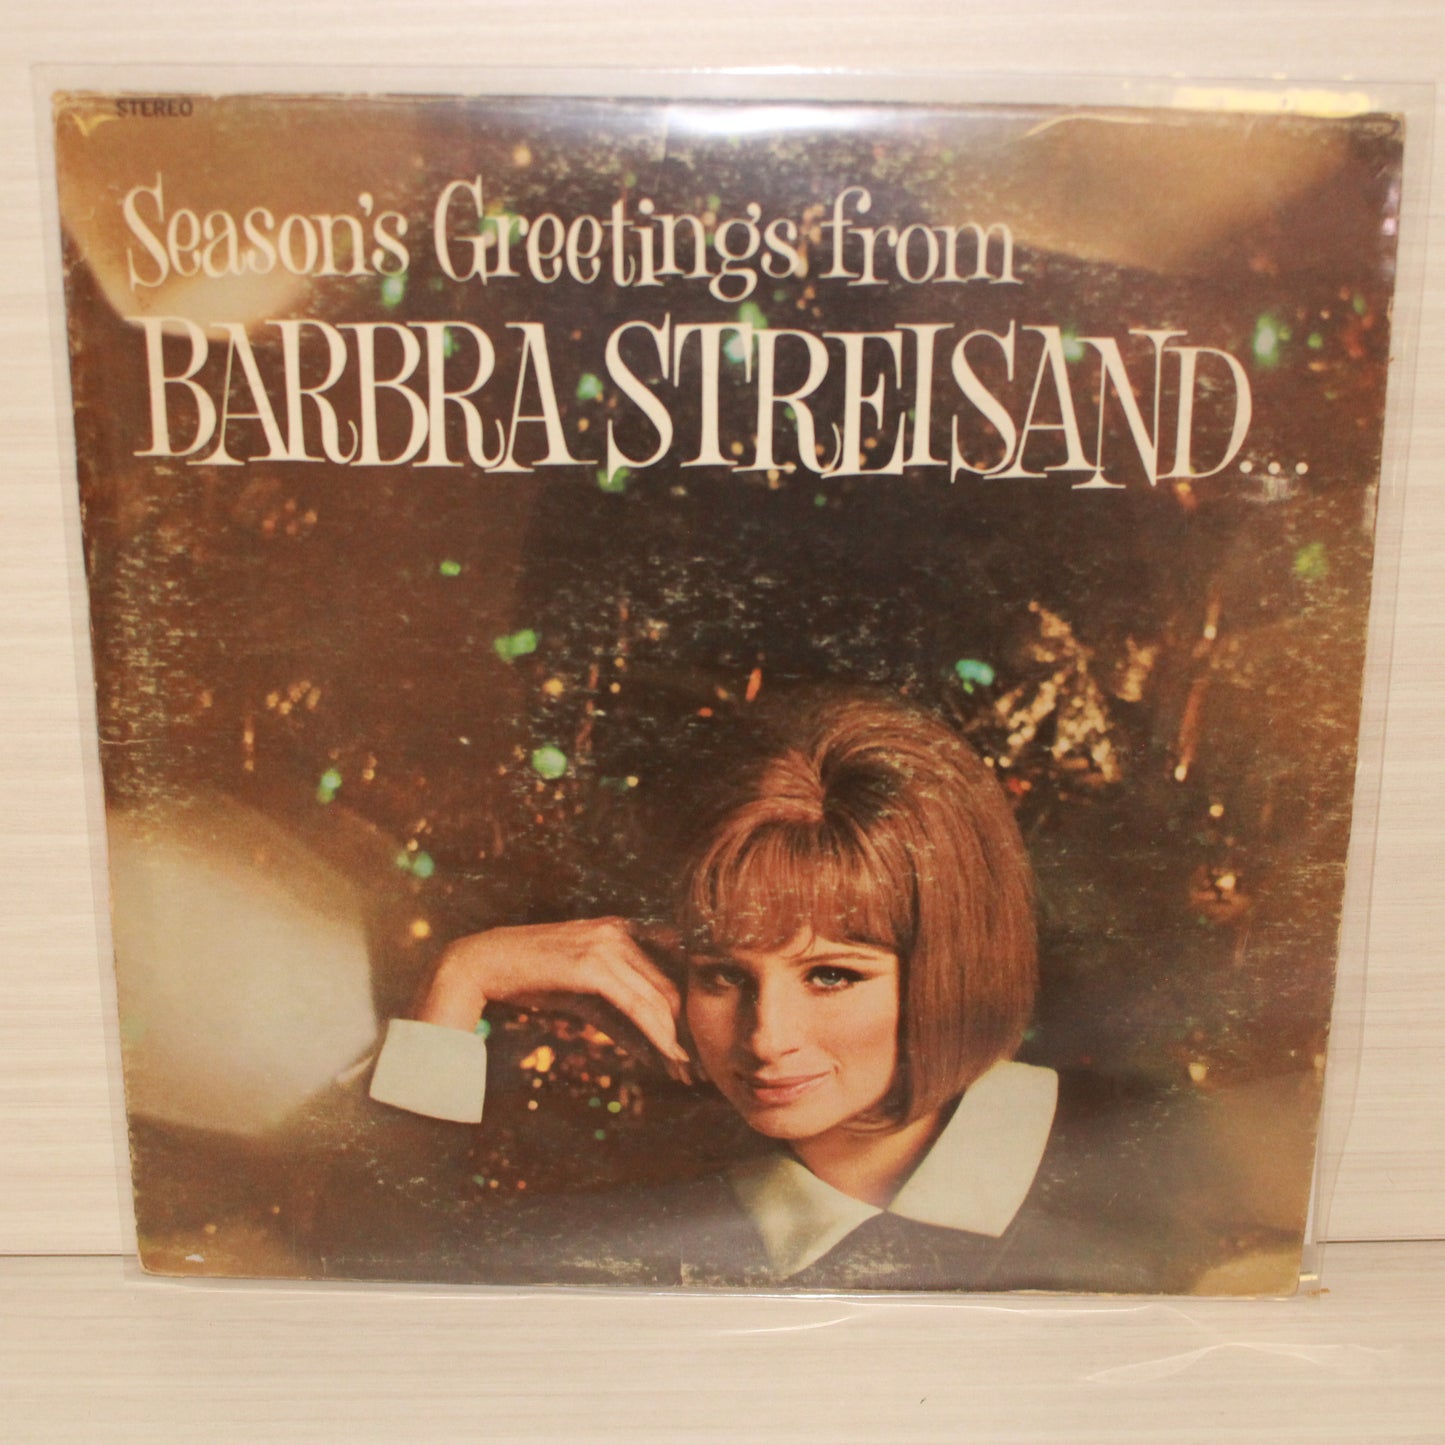 STEREO
Season's Greetings from
BARBRA STREISAND...